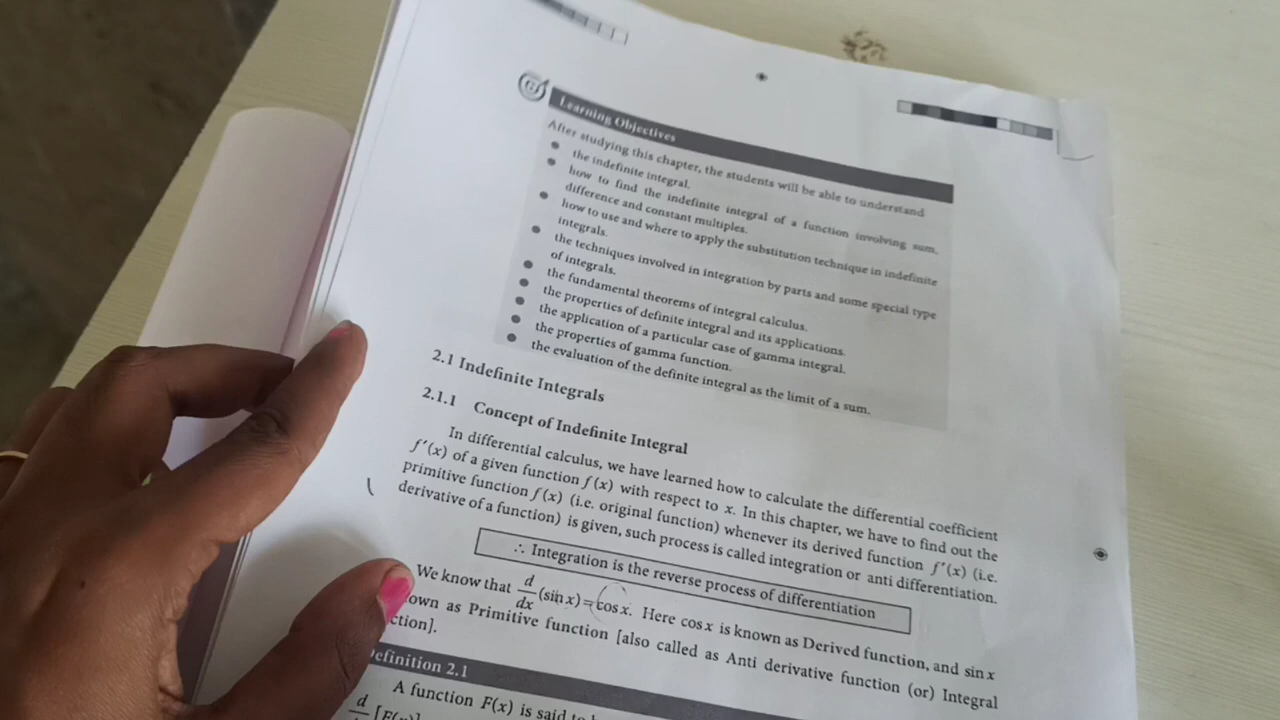 Learning Objectives
After studying this chapter, the students will be able to understand
● the indefinite integral.
● how to find the indefinite integral of a function involving sum,
difference and constant multiples.
● how to use and where to apply the substitution technique in indefinite
integrals.
● the techniques involved in integration by parts and some special type
of integrals.
● the fundamental theorems of integral calculus.
● the properties of definite integral and its applications.
● the application of a particular case of gamma integral.
● the properties of gamma function.
● the evaluation of the definite integral as the limit of a sum.
2.1 Indefinite Integrals
2.1.1 Concept of Indefinite Integral
In differential calculus, we have learned how to calculate the differential coefficient
f′(x) of a given function f(x) with respect to x. In this chapter, we have to find out the
primitive function f(x) (i.e. original function) whenever its derived function f′(x) (i.e.
derivative of a function) is given, such process is called integration or anti differentiation.
∴ Integration is the reverse process of differentiation
We know that d/dx (sin x) = cos x. Here cos x is known as Derived function, and sin x
own as Primitive function [also called as Anti derivative function (or) Integral
ction].
efinition 2.1
A function F(x) is said to
d